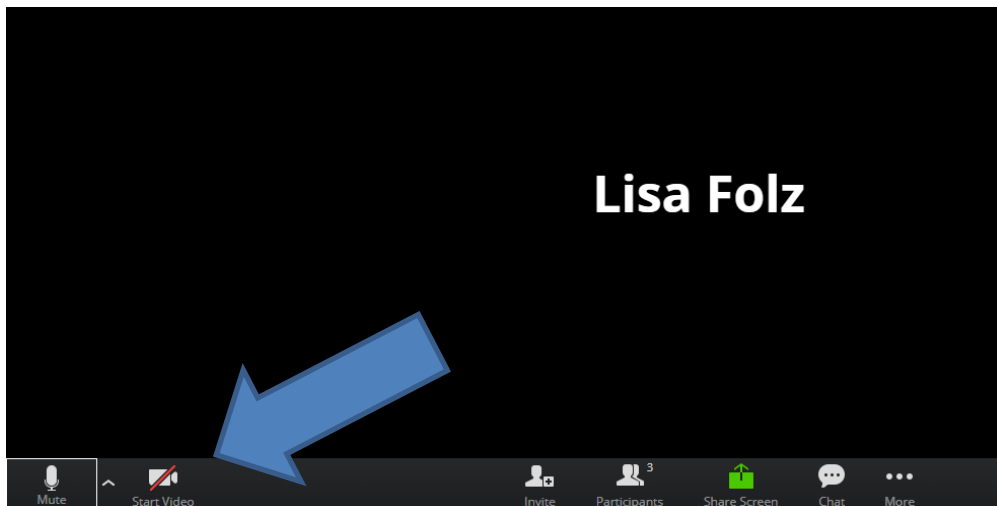 Lisa Folz
3
Mute
Start Video
Invite
Participants
Share Screen
Chat
More